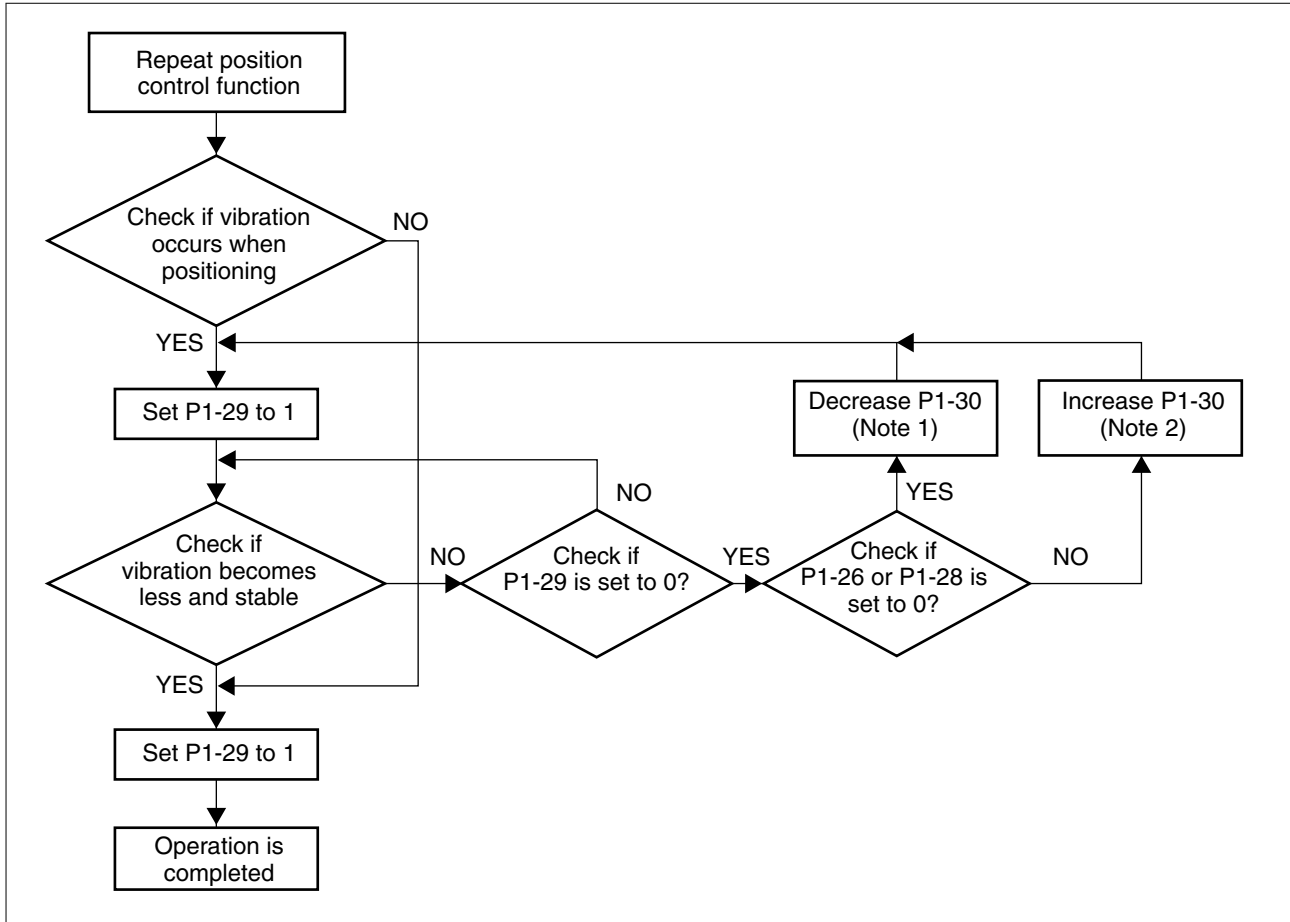 Repeat position
control function
Check if vibration
occurs when
positioning
NO
YES
Set P1-29 to 1
Decrease P1-30
(Note 1)
Increase P1-30
(Note 2)
NO
YES
Check if
vibration becomes
less and stable
NO
Check if
P1-29 is set to 0?
YES
Check if
P1-26 or P1-28 is
set to 0?
NO
YES
Set P1-29 to 1
Operation is
completed